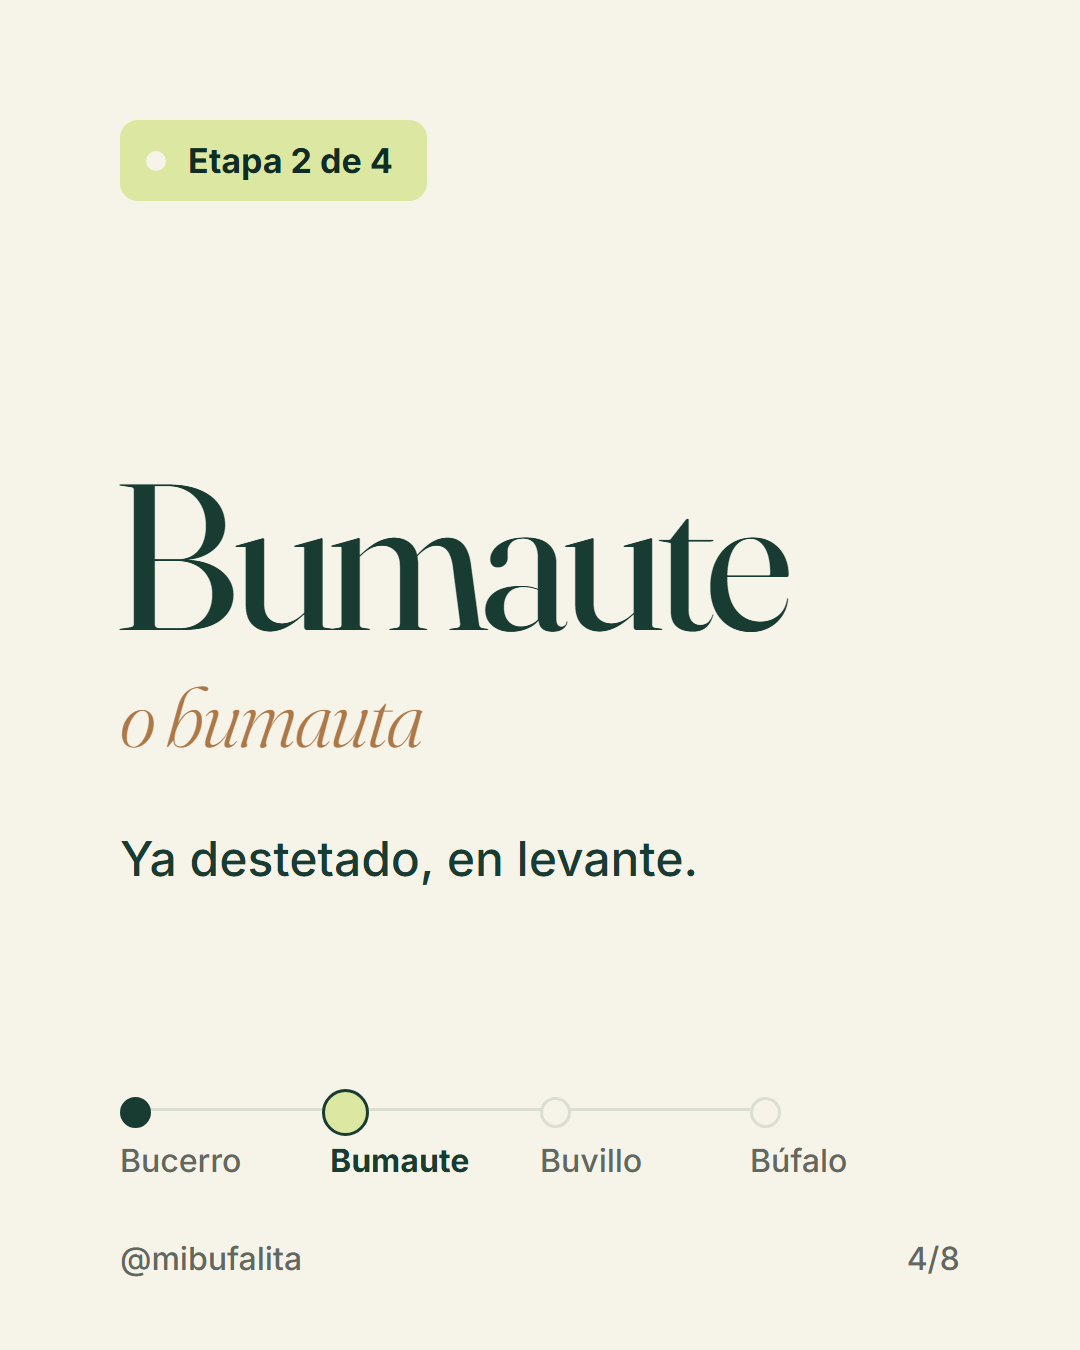 Etapa 2 de 4
Bumaute
o bumauta
Ya destetado, en levante.
Bucerro Bumaute Buvillo Búfalo
@mibufalita 4/8